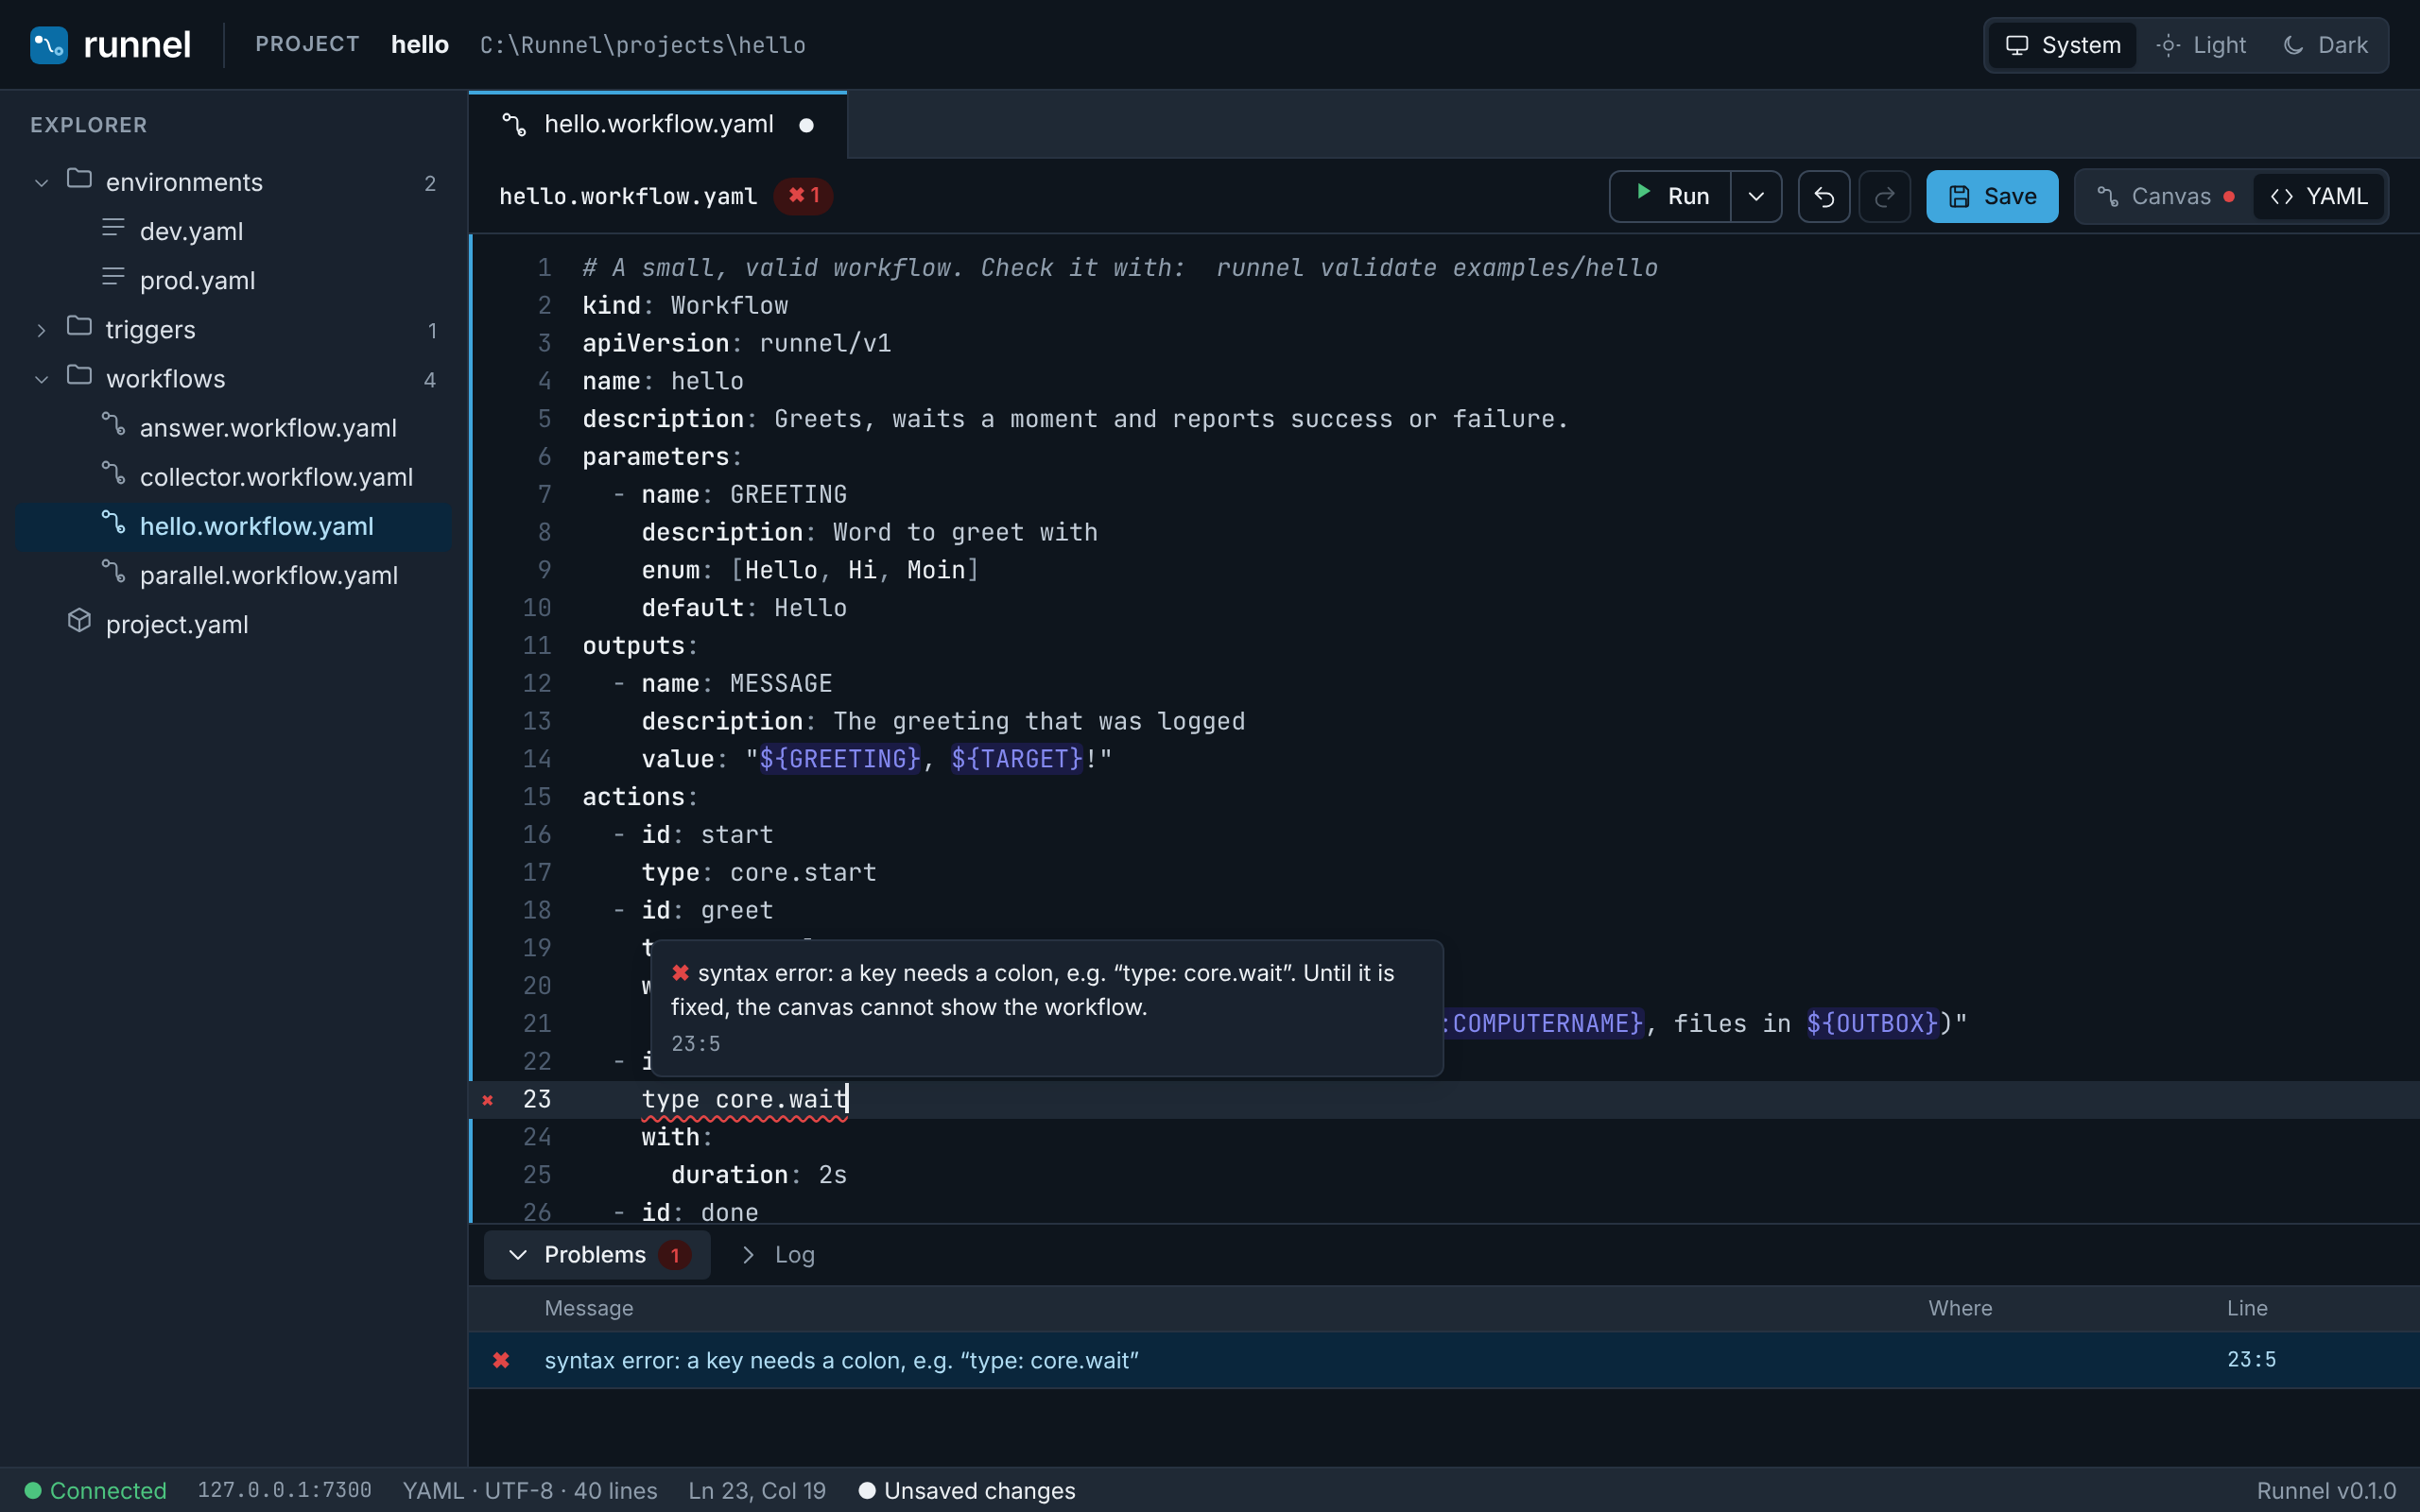 runnel PROJECT hello C:\Runnel\projects\hello System Light Dark
EXPLORER
environments 2
dev.yaml
prod.yaml
triggers 1
workflows 4
answer.workflow.yaml
collector.workflow.yaml
hello.workflow.yaml
parallel.workflow.yaml
project.yaml
hello.workflow.yaml
hello.workflow.yaml ✖ 1 Run Save Canvas YAML
1 # A small, valid workflow. Check it with:  runnel validate examples/hello
2 kind: Workflow
3 apiVersion: runnel/v1
4 name: hello
5 description: Greets, waits a moment and reports success or failure.
6 parameters:
7   - name: GREETING
8     description: Word to greet with
9     enum: [Hello, Hi, Moin]
10     default: Hello
11 outputs:
12   - name: MESSAGE
13     description: The greeting that was logged
14     value: "${GREETING}, ${TARGET}!"
15 actions:
16   - id: start
17     type: core.start
18   - id: greet
19     t
20
21 :COMPUTERNAME}, files in ${OUTBOX})"
22   - i
✖ syntax error: a key needs a colon, e.g. “type: core.wait”. Until it is
fixed, the canvas cannot show the workflow.
23:5
✖ 23     type core.wait
24     with:
25       duration: 2s
26   - id: done
Problems 1 Log
Message Where Line
✖ syntax error: a key needs a colon, e.g. “type: core.wait” 23:5
Connected 127.0.0.1:7300 YAML · UTF-8 · 40 lines Ln 23, Col 19 Unsaved changes Runnel v0.1.0